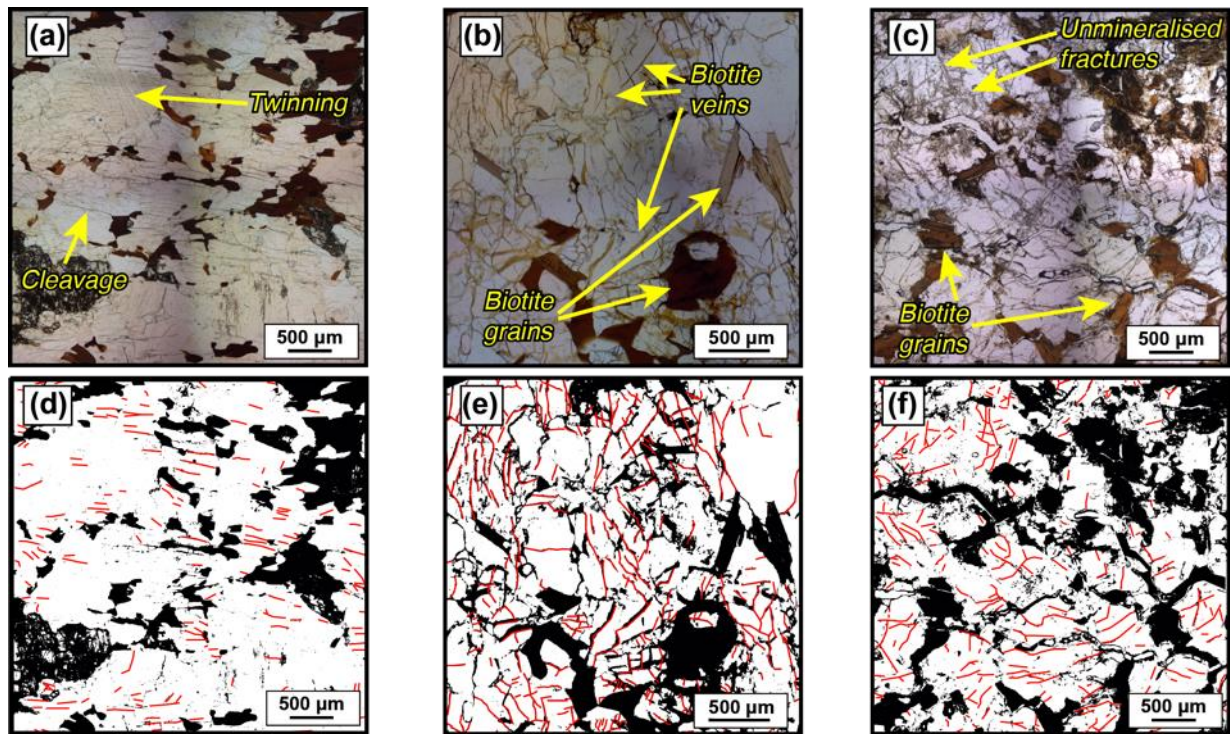 (a)
Twinning
Cleavage
500 µm
(b)
Biotite
veins
Biotite
grains
500 µm
(c)
Unmineralised
fractures
Biotite
grains
500 µm
(d)
500 µm
(e)
500 µm
(f)
500 µm